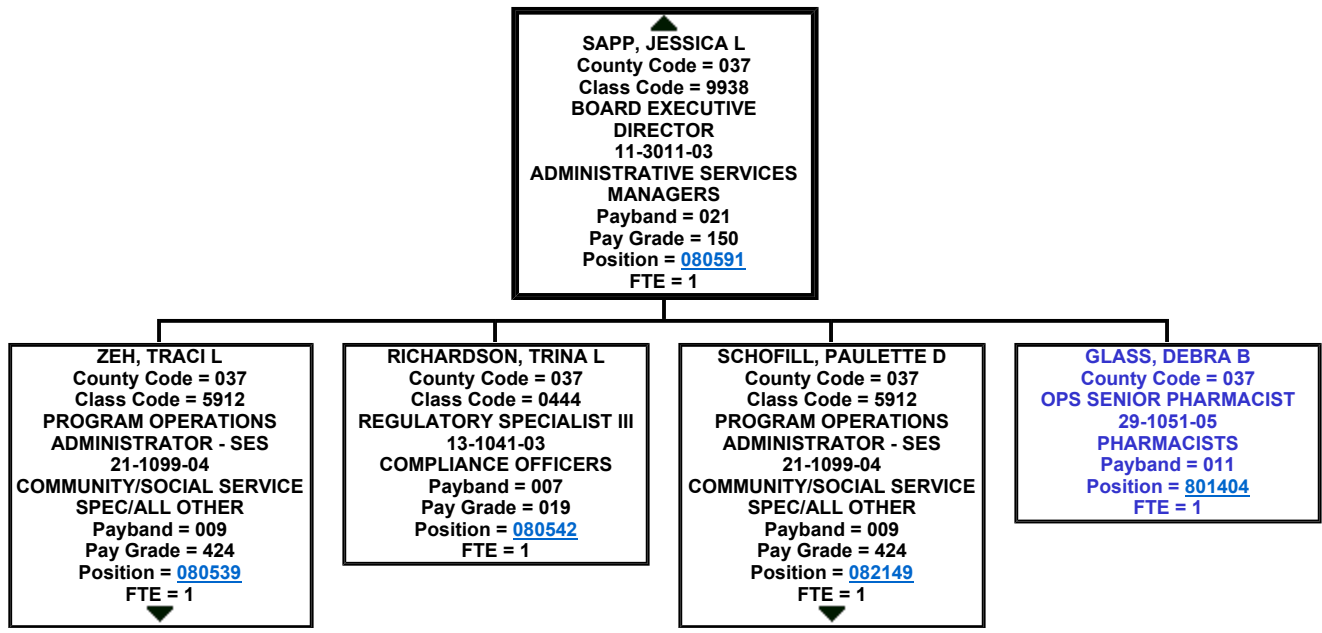 SAPP, JESSICA L
County Code = 037
Class Code = 9938
BOARD EXECUTIVE
DIRECTOR
11-3011-03
ADMINISTRATIVE SERVICES
MANAGERS
Payband = 021
Pay Grade = 150
Position = 080591
FTE = 1
ZEH, TRACI L
County Code = 037
Class Code = 5912
PROGRAM OPERATIONS
ADMINISTRATOR - SES
21-1099-04
COMMUNITY/SOCIAL SERVICE
SPEC/ALL OTHER
Payband = 009
Pay Grade = 424
Position = 080539
FTE = 1
RICHARDSON, TRINA L
County Code = 037
Class Code = 0444
REGULATORY SPECIALIST III
13-1041-03
COMPLIANCE OFFICERS
Payband = 007
Pay Grade = 019
Position = 080542
FTE = 1
SCHOFILL, PAULETTE D
County Code = 037
Class Code = 5912
PROGRAM OPERATIONS
ADMINISTRATOR - SES
21-1099-04
COMMUNITY/SOCIAL SERVICE
SPEC/ALL OTHER
Payband = 009
Pay Grade = 424
Position = 082149
FTE = 1
GLASS, DEBRA B
County Code = 037
OPS SENIOR PHARMACIST
29-1051-05
PHARMACISTS
Payband = 011
Position = 801404
FTE = 1